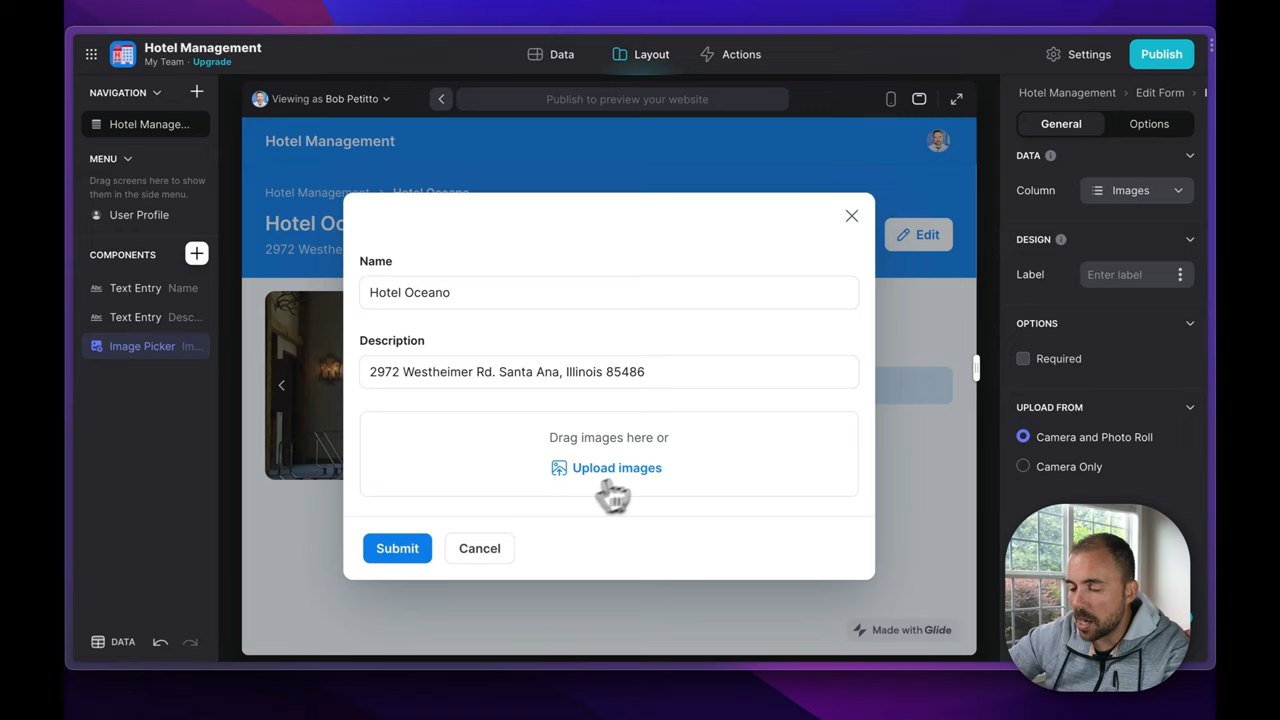 Hotel Management
My Team · Upgrade
Data
Layout
Actions
Settings
Publish
NAVIGATION
Hotel Manage...
MENU
Drag screens here to show
them in the side menu.
User Profile
COMPONENTS
Text Entry Name
Text Entry Desc...
Image Picker Im...
DATA
Viewing as Bob Petitto
Publish to preview your website
Hotel Management
Hotel Management > Hotel Oceano
Hotel Oc
2972 Westhe
Edit
Name
Hotel Oceano
Description
2972 Westheimer Rd. Santa Ana, Illinois 85486
Drag images here or
Upload images
Submit
Cancel
Made with Glide
Hotel Management > Edit Form >
General
Options
DATA
Column
Images
DESIGN
Label
Enter label
OPTIONS
Required
UPLOAD FROM
Camera and Photo Roll
Camera Only